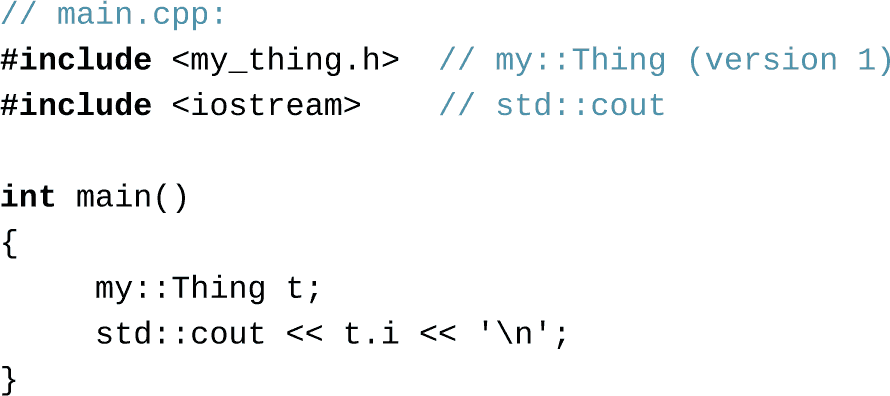 // main.cpp:
#include <my_thing.h>  // my::Thing (version 1)
#include <iostream>    // std::cout

int main()
{
     my::Thing t;
     std::cout << t.i << '\n';
}